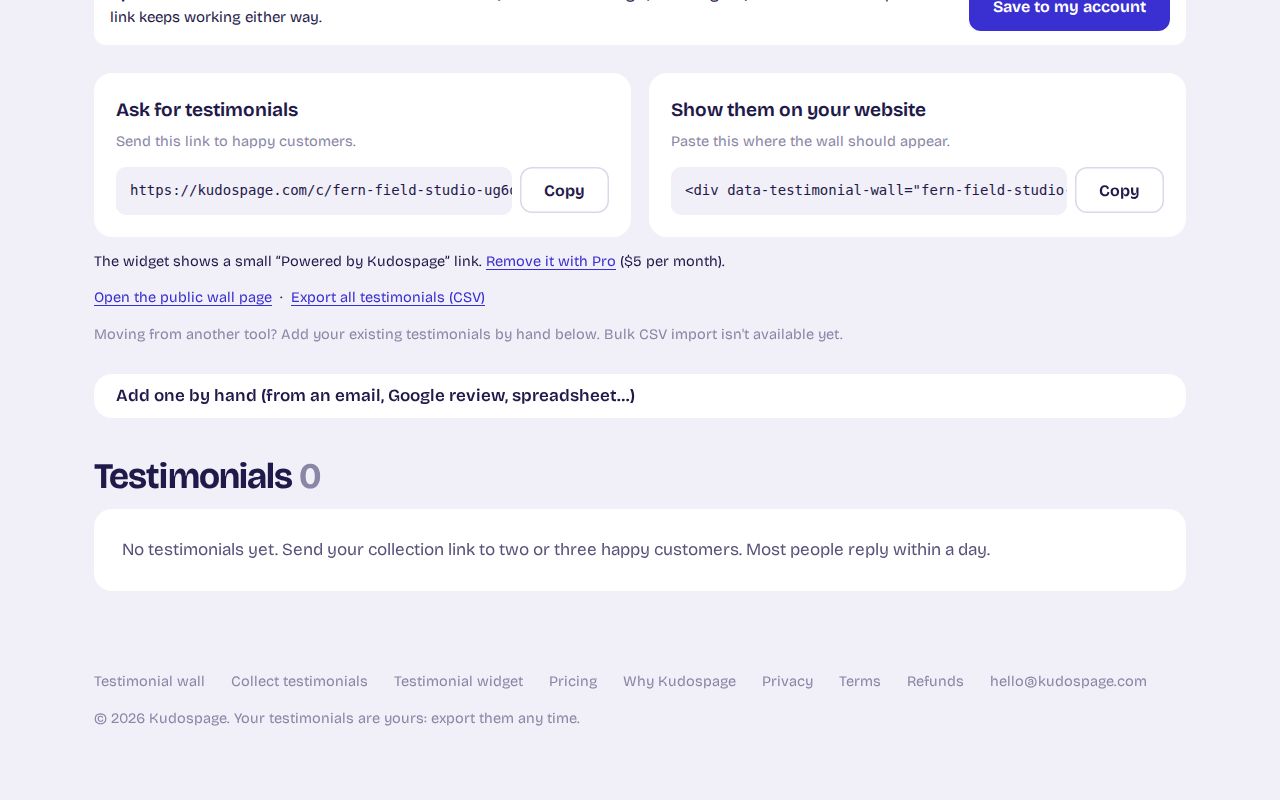 link keeps working either way.
Save to my account
Ask for testimonials
Send this link to happy customers.
https://kudospage.com/c/fern-field-studio-ug6
Copy
Show them on your website
Paste this where the wall should appear.
<div data-testimonial-wall="fern-field-studio-
Copy
The widget shows a small “Powered by Kudospage” link. Remove it with Pro ($5 per month).
Open the public wall page · Export all testimonials (CSV)
Moving from another tool? Add your existing testimonials by hand below. Bulk CSV import isn't available yet.
Add one by hand (from an email, Google review, spreadsheet…)
Testimonials 0
No testimonials yet. Send your collection link to two or three happy customers. Most people reply within a day.
Testimonial wall Collect testimonials Testimonial widget Pricing Why Kudospage Privacy Terms Refunds hello@kudospage.com
© 2026 Kudospage. Your testimonials are yours: export them any time.